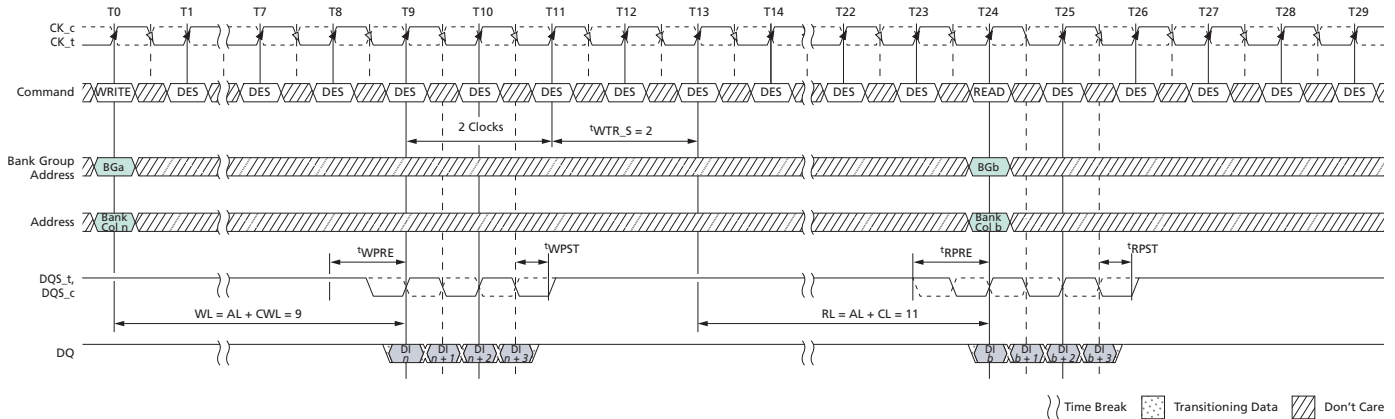 T0 T1 T7 T8 T9 T10 T11 T12 T13 T14 T22 T23 T24 T25 T26 T27 T28 T29
CK_c
CK_t
Command WRITE DES DES DES DES DES DES DES DES DES DES DES READ DES DES DES DES DES
2 Clocks tWTR_S = 2
Bank Group
Address
BGa BGb
Address
Bank
Col n
Bank
Col b
tWPRE tWPST tRPRE tRPST
DQS_t,
DQS_c
WL = AL + CWL = 9 RL = AL + CL = 11
DQ
DI
n
DI
n + 1
DI
n + 2
DI
n + 3
DI
b
DI
b + 1
DI
b + 2
DI
b + 3
Time Break Transitioning Data Don't Care